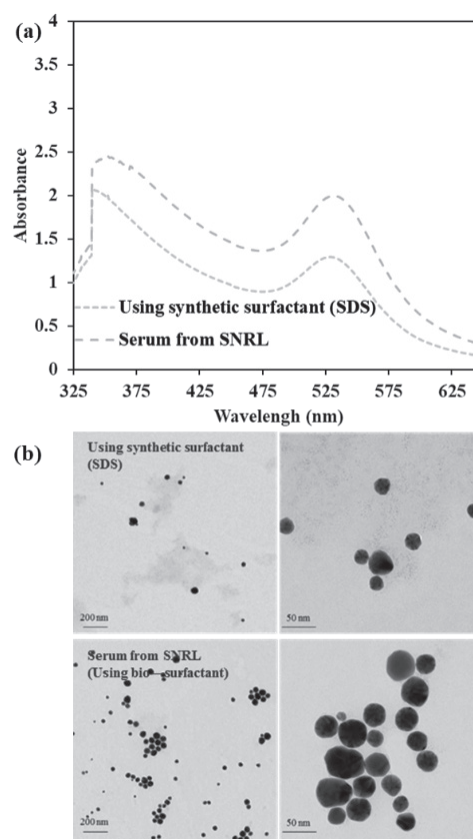 (a)
4
3.5
3
2.5
2
1.5
1
0.5
0
Absorbance
Using synthetic surfactant (SDS)
Serum from SNRL
325 375 425 475 525 575 625
Wavelengh (nm)
(b)
Using synthetic surfactant
(SDS)
200 nm
50 nm
Serum from SNRL
(Using bio—surfactant)
200 nm
50 nm